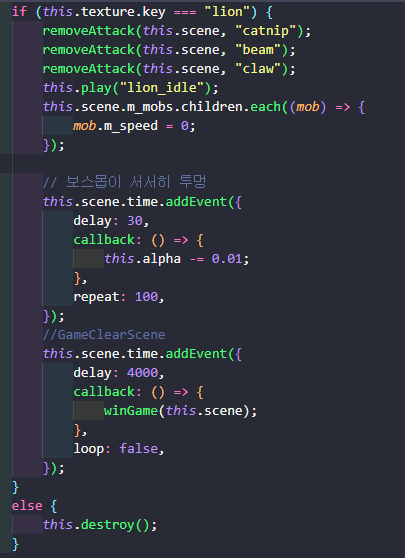 if (this.texture.key === "lion") {
    removeAttack(this.scene, "catnip");
    removeAttack(this.scene, "beam");
    removeAttack(this.scene, "claw");
    this.play("lion_idle");
    this.scene.m_mobs.children.each((mob) => {
        mob.m_speed = 0;
    });

    // 보스몹이 서서히 투명
    this.scene.time.addEvent({
        delay: 30,
        callback: () => {
            this.alpha -= 0.01;
        },
        repeat: 100,
    });
    //GameClearScene
    this.scene.time.addEvent({
        delay: 4000,
        callback: () => {
            winGame(this.scene);
        },
        loop: false,
    });
}
else {
    this.destroy();
}